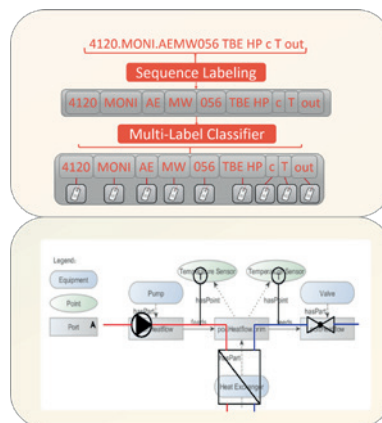 4120.MONI.AEMW056 TBE HP c T out
Sequence Labeling
4120 MONI AE MW 056 TBE HP c T out
Multi-Label Classifier
4120 MONI AE MW 056 TBE HP c T out
Legend:
Equipment
Point
Port A
Temperature Sensor Temperature Sensor
Pump
Valve
hasPoint hasPoint
hasPart
Heat Exchanger